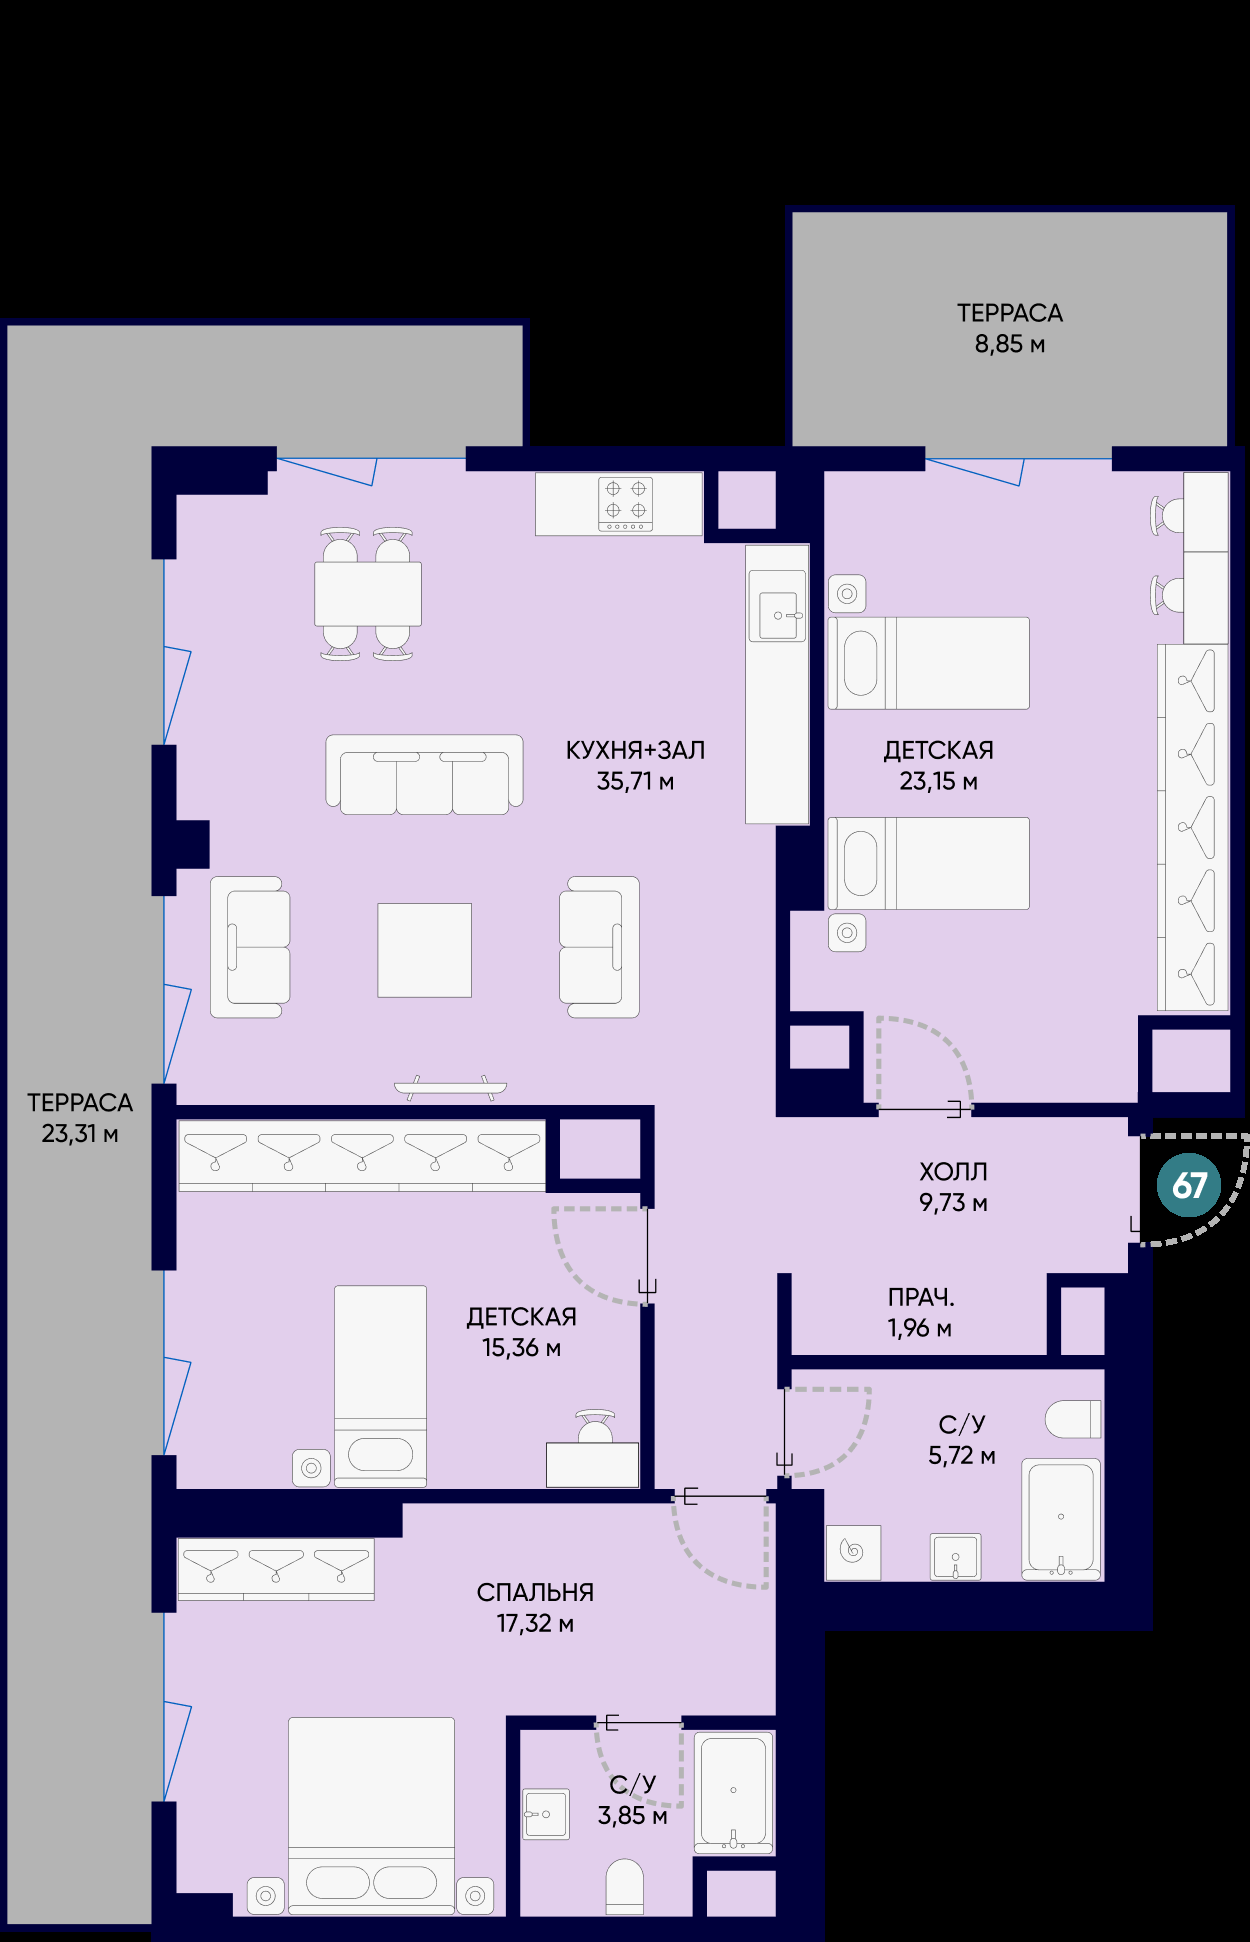 ТЕРРАСА
8,85 м
КУХНЯ+ЗАЛ
35,71 м
ДЕТСКАЯ
23,15 м
ТЕРРАСА
23,31 м
ХОЛЛ
9,73 м
67
ПРАЧ.
1,96 м
ДЕТСКАЯ
15,36 м
С/У
5,72 м
СПАЛЬНЯ
17,32 м
С/У
3,85 м